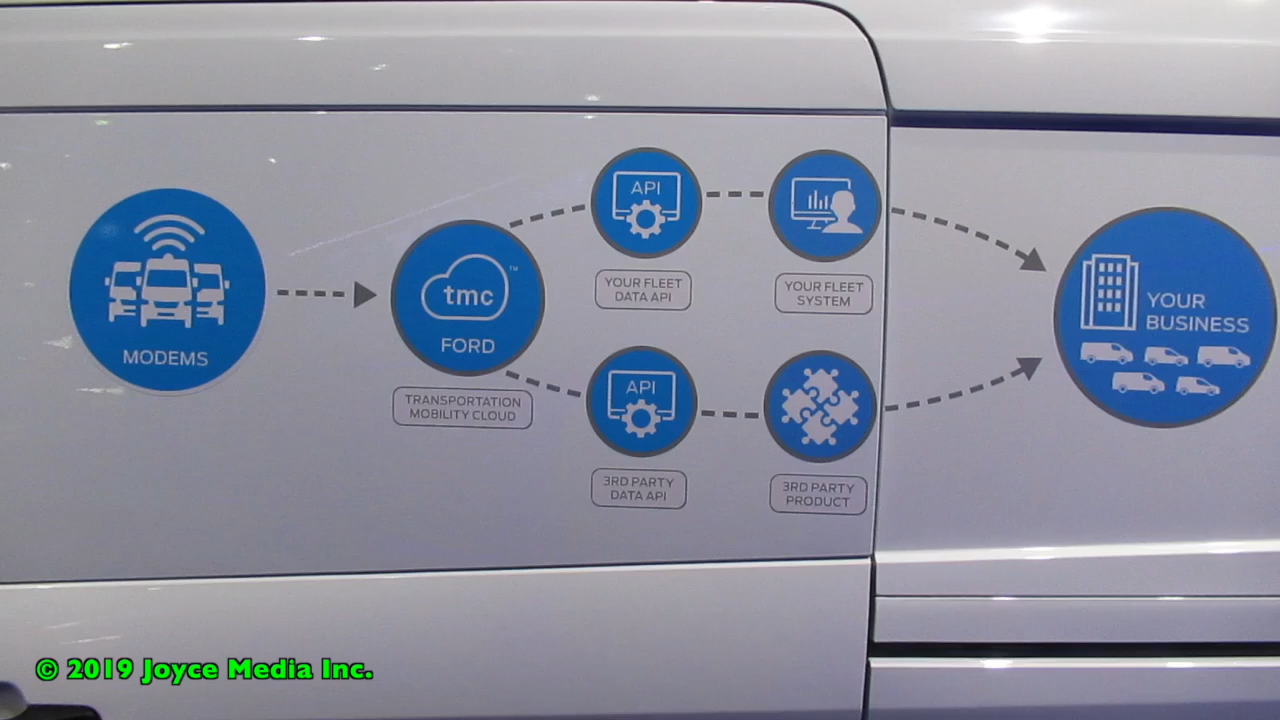 MODEMS
tmc™
FORD
TRANSPORTATION
MOBILITY CLOUD
API
YOUR FLEET
DATA API
YOUR FLEET
SYSTEM
API
3RD PARTY
DATA API
3RD PARTY
PRODUCT
YOUR
BUSINESS
© 2019 Joyce Media Inc.